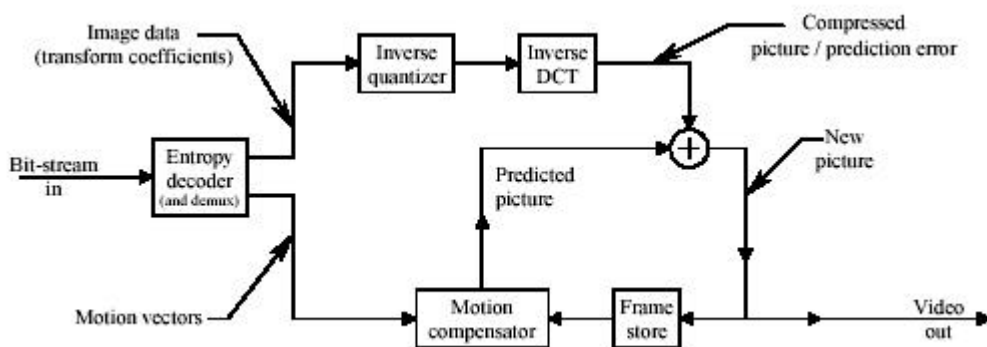 Image data
(transform coefficients)
Inverse
quantizer
Inverse
DCT
Compressed
picture / prediction error
Bit-stream
in
Entropy
decoder
(and demux)
Predicted
picture
New
picture
Motion vectors
Motion
compensator
Frame
store
Video
out